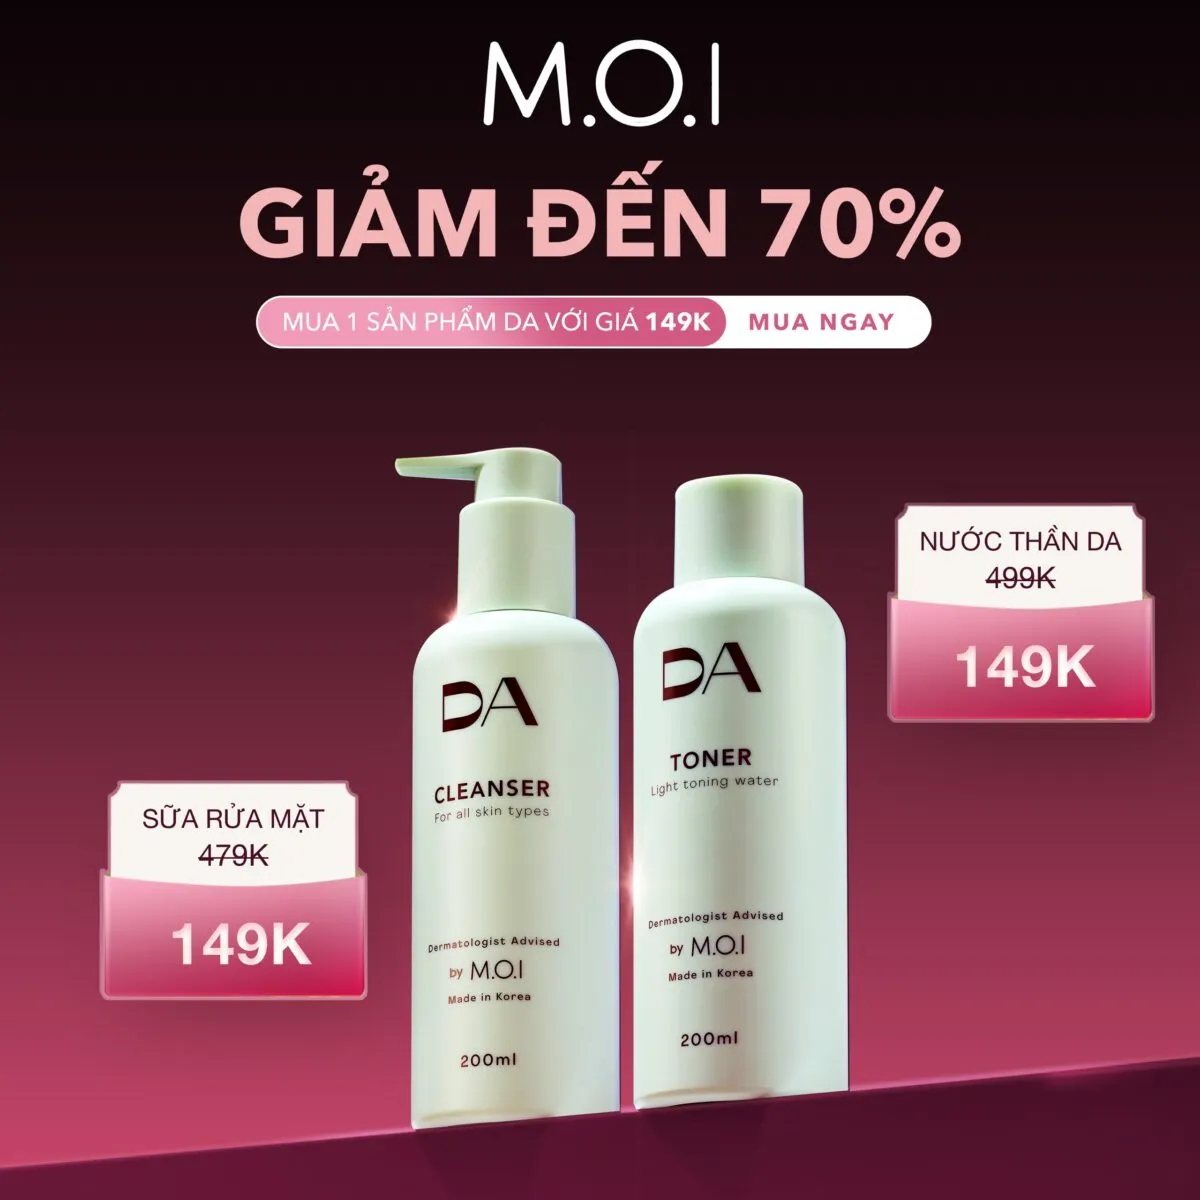 M.O.I
GIẢM ĐẾN 70%
MUA 1 SẢN PHẨM DA VỚI GIÁ 149K MUA NGAY
NƯỚC THẦN DA
499K
149K
SỮA RỬA MẶT
479K
149K
DA
CLEANSER
For all skin types
Dermatologist Advised
by M.O.I
Made in Korea
200ml
DA
TONER
Light toning water
Dermatologist Advised
by M.O.I
Made in Korea
200ml